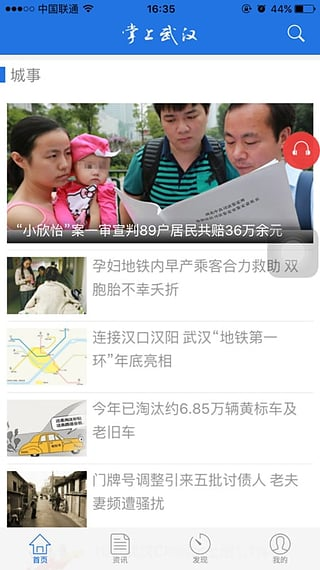 中国联通 16:35 44%
掌上武汉
城事
“小欣怡”案一审宣判89户居民共赔36万余元
孕妇地铁内早产乘客合力救助 双
胞胎不幸夭折
连接汉口汉阳 武汉“地铁第一
环”年底亮相
今年已淘汰约6.85万辆黄标车及
老旧车
门牌号调整引来五批讨债人 老夫
妻频遭骚扰
首页 资讯 发现 我的